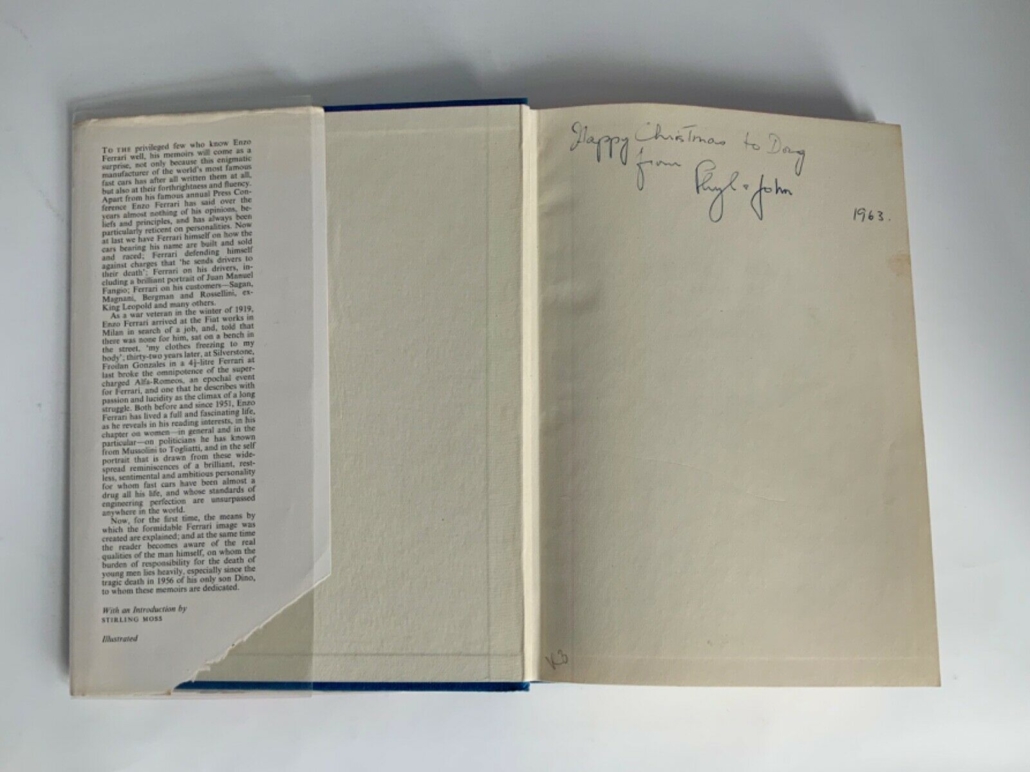 TO THE privileged few who know Enzo
Ferrari well, his memoirs will come as a
surprise, not only because this enigmatic
manufacturer of the world's most famous
fast cars has after all written them at all,
but also at their forthrightness and fluency.
Apart from his famous annual Press Con-
ference Enzo Ferrari has said over the
years almost nothing of his opinions, be-
liefs and principles, and has always been
particularly reticent on personalities. Now
at last we have Ferrari himself on how the
cars bearing his name are built and sold
and raced; Ferrari defending himself
against charges that 'he sends drivers to
their death'; Ferrari on his drivers, in-
cluding a brilliant portrait of Juan Manuel
Fangio; Ferrari on his customers—Sagan,
Magnani, Bergman and Rossellini, ex-
King Leopold and many others.
As a war veteran in the winter of 1919,
Enzo Ferrari arrived at the Fiat works in
Milan in search of a job, and, told that
there was none for him, sat on a bench in
the street, 'my clothes freezing to my
body'; thirty-two years later, at Silverstone,
Froilan Gonzales in a 4½-litre Ferrari at
last broke the omnipotence of the super-
charged Alfa-Romeos, an epochal event
for Ferrari, and one that he describes with
passion and lucidity as the climax of a long
struggle. Both before and since 1951, Enzo
Ferrari has lived a full and fascinating life,
as he reveals in his reading interests, in his
chapter on women—in general and in the
particular—on politicians he has known
from Mussolini to Togliatti, and in the self
portrait that is drawn from these wide-
spread reminiscences of a brilliant, rest-
less, sentimental and ambitious personality
for whom fast cars have been almost a
drug all his life, and whose standards of
engineering perfection are unsurpassed
anywhere in the world.
Now, for the first time, the means by
which the formidable Ferrari image was
created are explained; and at the same time
the reader becomes aware of the real
qualities of the man himself, on whom the
burden of responsibility for the death of
young men lies heavily, especially since the
tragic death in 1956 of his only son Dino,
to whom these memoirs are dedicated.
With an Introduction by
STIRLING MOSS
Illustrated
Happy Christmas to Doug
from Phyl & John
1963.